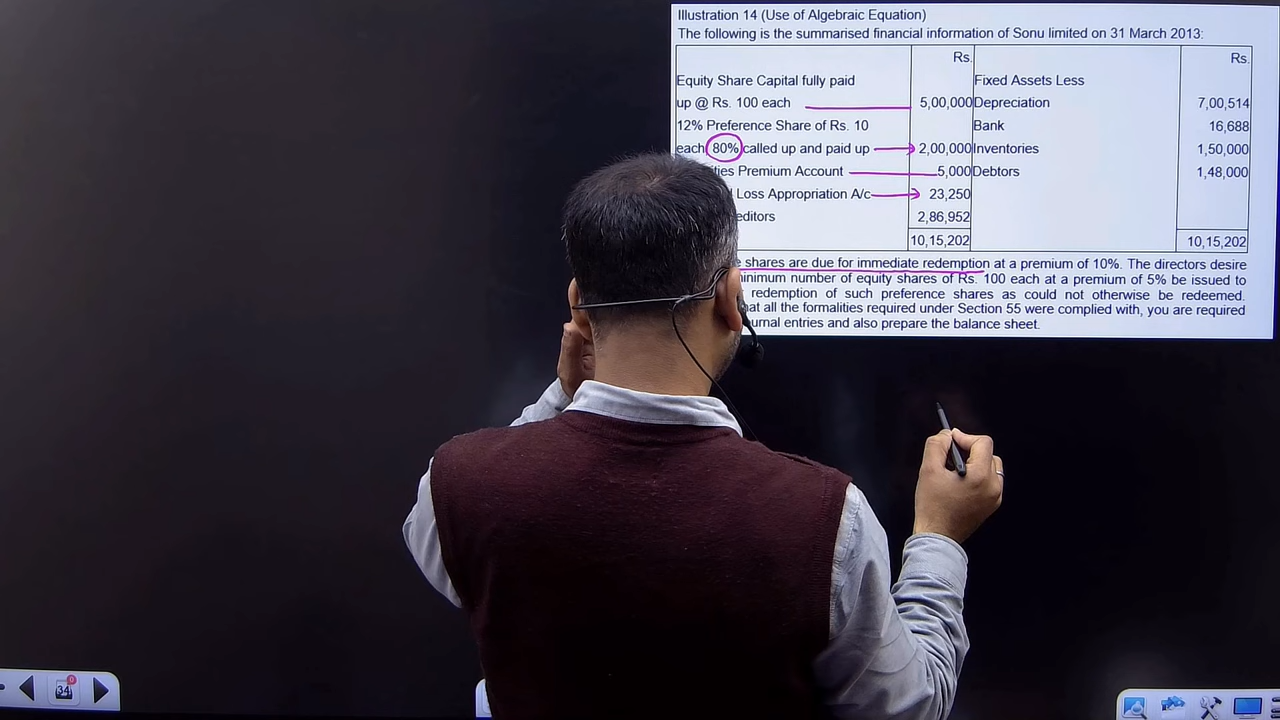 Illustration 14 (Use of Algebraic Equation)
The following is the summarised financial information of Sonu limited on 31 March 2013:
Rs. Rs.
Equity Share Capital fully paid Fixed Assets Less
up @ Rs. 100 each 5,00,000 Depreciation 7,00,514
12% Preference Share of Rs. 10 Bank 16,688
each 80% called up and paid up 2,00,000 Inventories 1,50,000
Premium Account 5,000 Debtors 1,48,000
Loss Appropriation A/c 23,250
2,86,952
10,15,202 10,15,202
shares are due for immediate redemption at a premium of 10%. The directors desire
number of equity shares of Rs. 100 each at a premium of 5% be issued to
redemption of such preference shares as could not otherwise be redeemed.
all the formalities required under Section 55 were complied with, you are required
entries and also prepare the balance sheet.
34